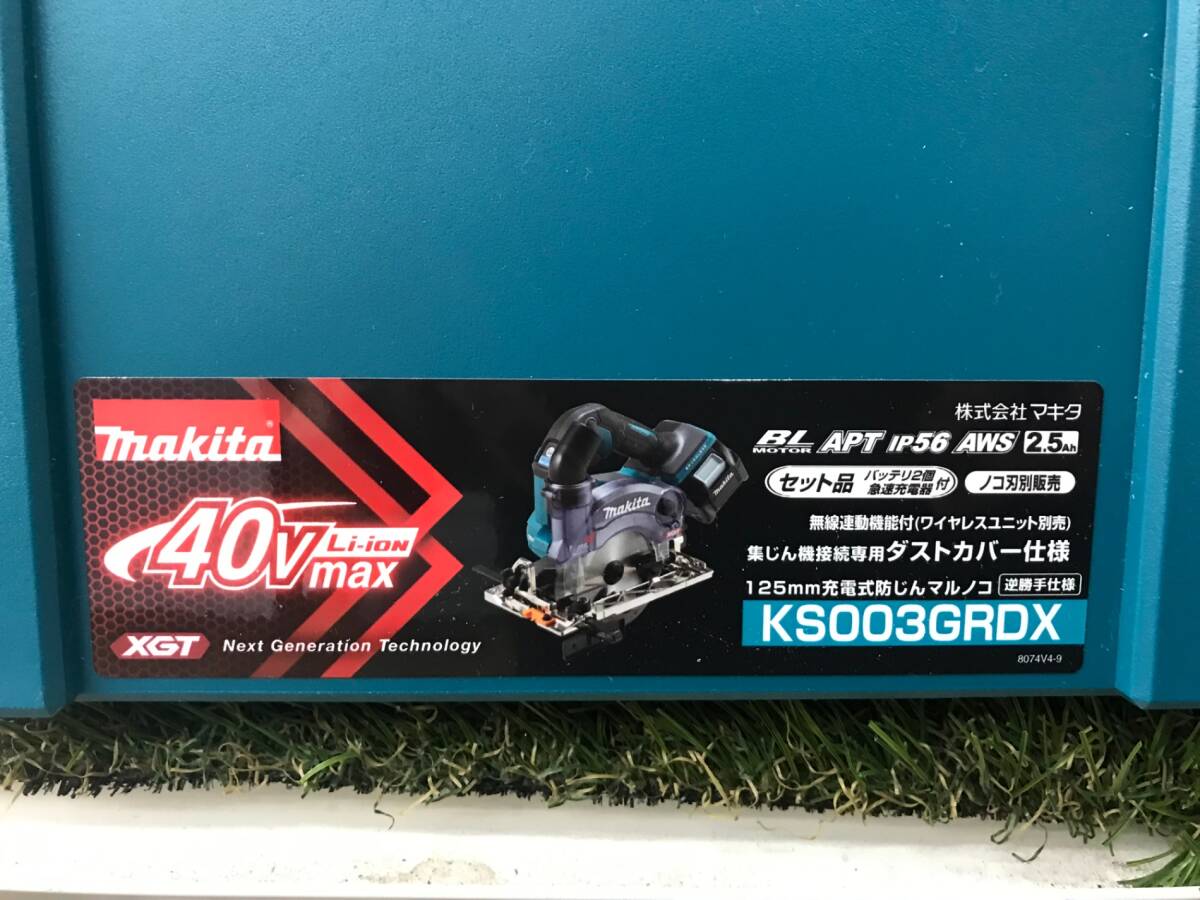 makita
40Vmax Li-ion
XGT Next Generation Technology
makita
makita
株式会社マキタ
BL MOTOR APT IP56 AWS 2.5Ah
セット品 バッテリ2個 急速充電器 付 ノコ刃別販売
無線連動機能付(ワイヤレスユニット別売)
集じん機接続専用ダストカバー仕様
125mm充電式防じんマルノコ 逆勝手仕様
KS003GRDX
8074V4-9